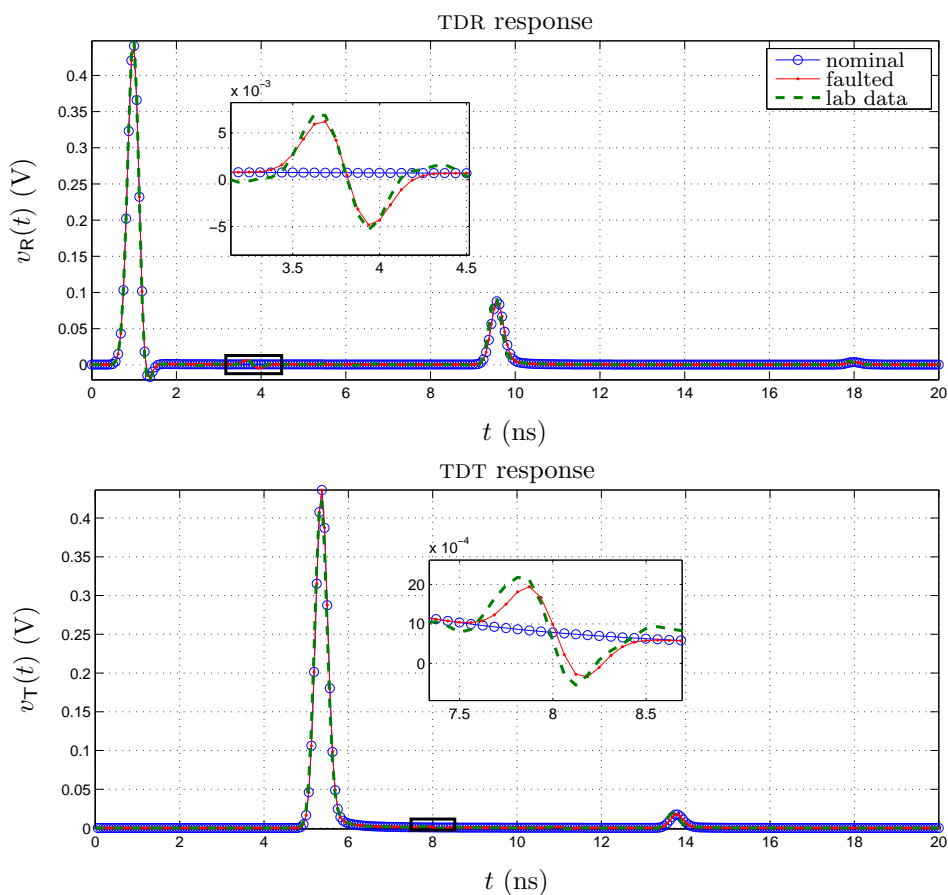 TDR response
nominal
faulted
lab data
x 10⁻³
5
0
−5
3.5 4 4.5
0.4
0.35
0.3
0.25
0.2
0.15
0.1
0.05
0
0 2 4 6 8 10 12 14 16 18 20
v_R(t) (V)
t (ns)
TDT response
x 10⁻⁴
20
10
0
7.5 8 8.5
0.4
0.35
0.3
0.25
0.2
0.15
0.1
0.05
0
0 2 4 6 8 10 12 14 16 18 20
v_T(t) (V)
t (ns)